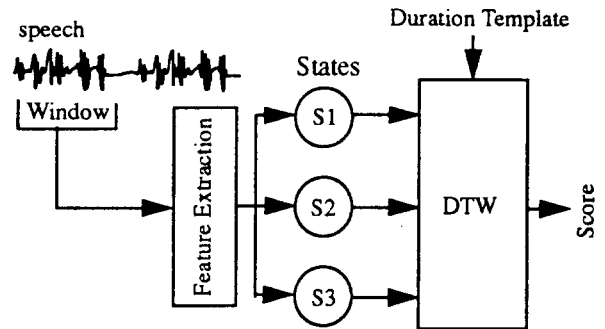 Duration Template
speech
States
Window
Feature Extraction
S1
S2
S3
DTW
Score